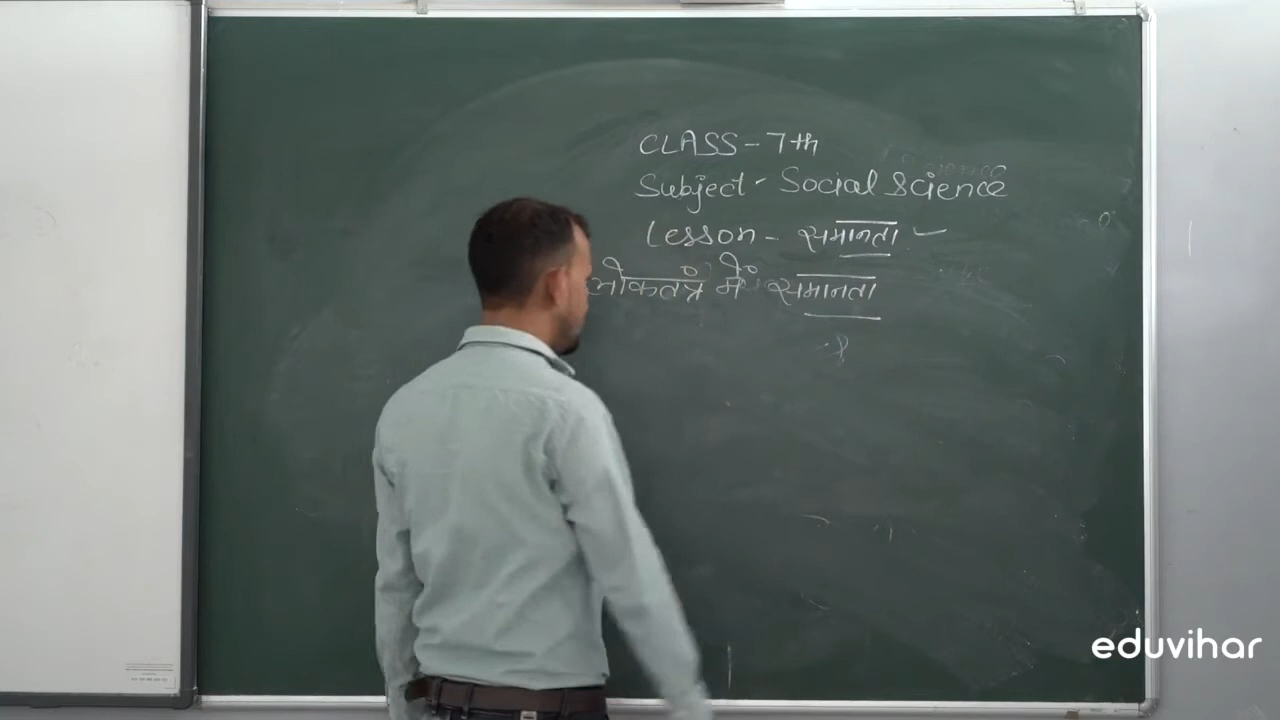 CLASS - 7th
Subject - Social Science
Lesson - समानता
लोकतंत्र में समानता
eduvihar